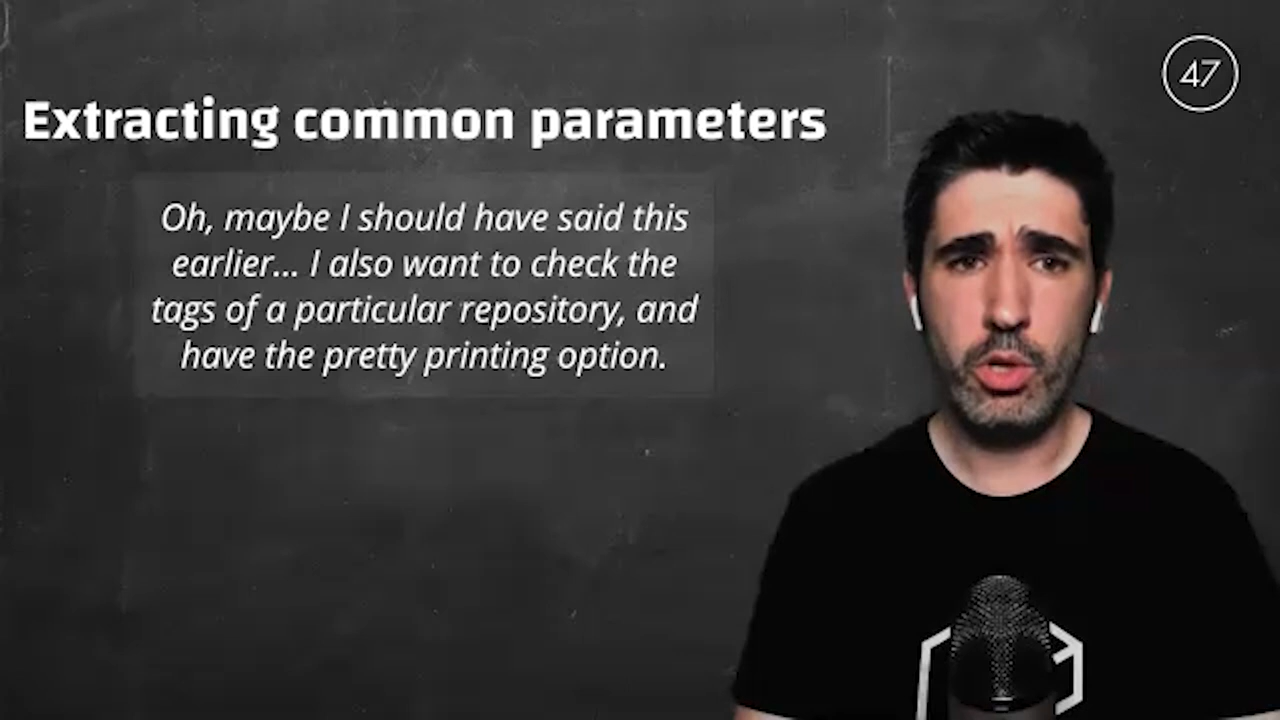 47
Extracting common parameters
Oh, maybe I should have said this
earlier... I also want to check the
tags of a particular repository, and
have the pretty printing option.